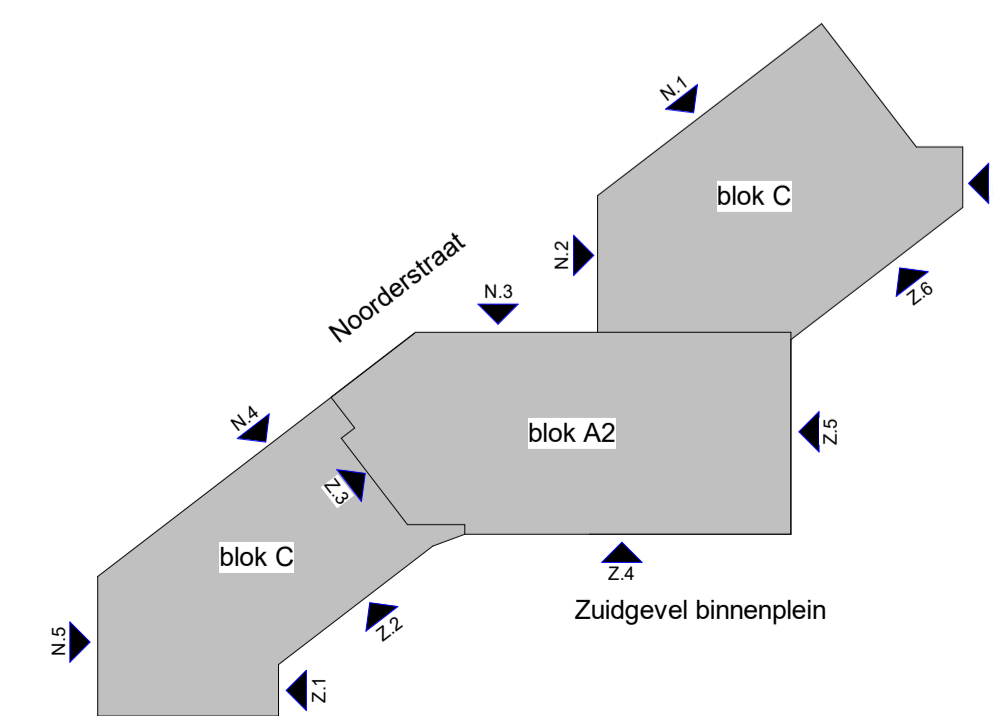 N.1
blok C
N.2
Z.6
Noorderstraat
N.3
N.4
blok A2
Z.5
Z.3
blok C
Z.4
Zuidgevel binnenplein
Z.2
N.5
Z.1